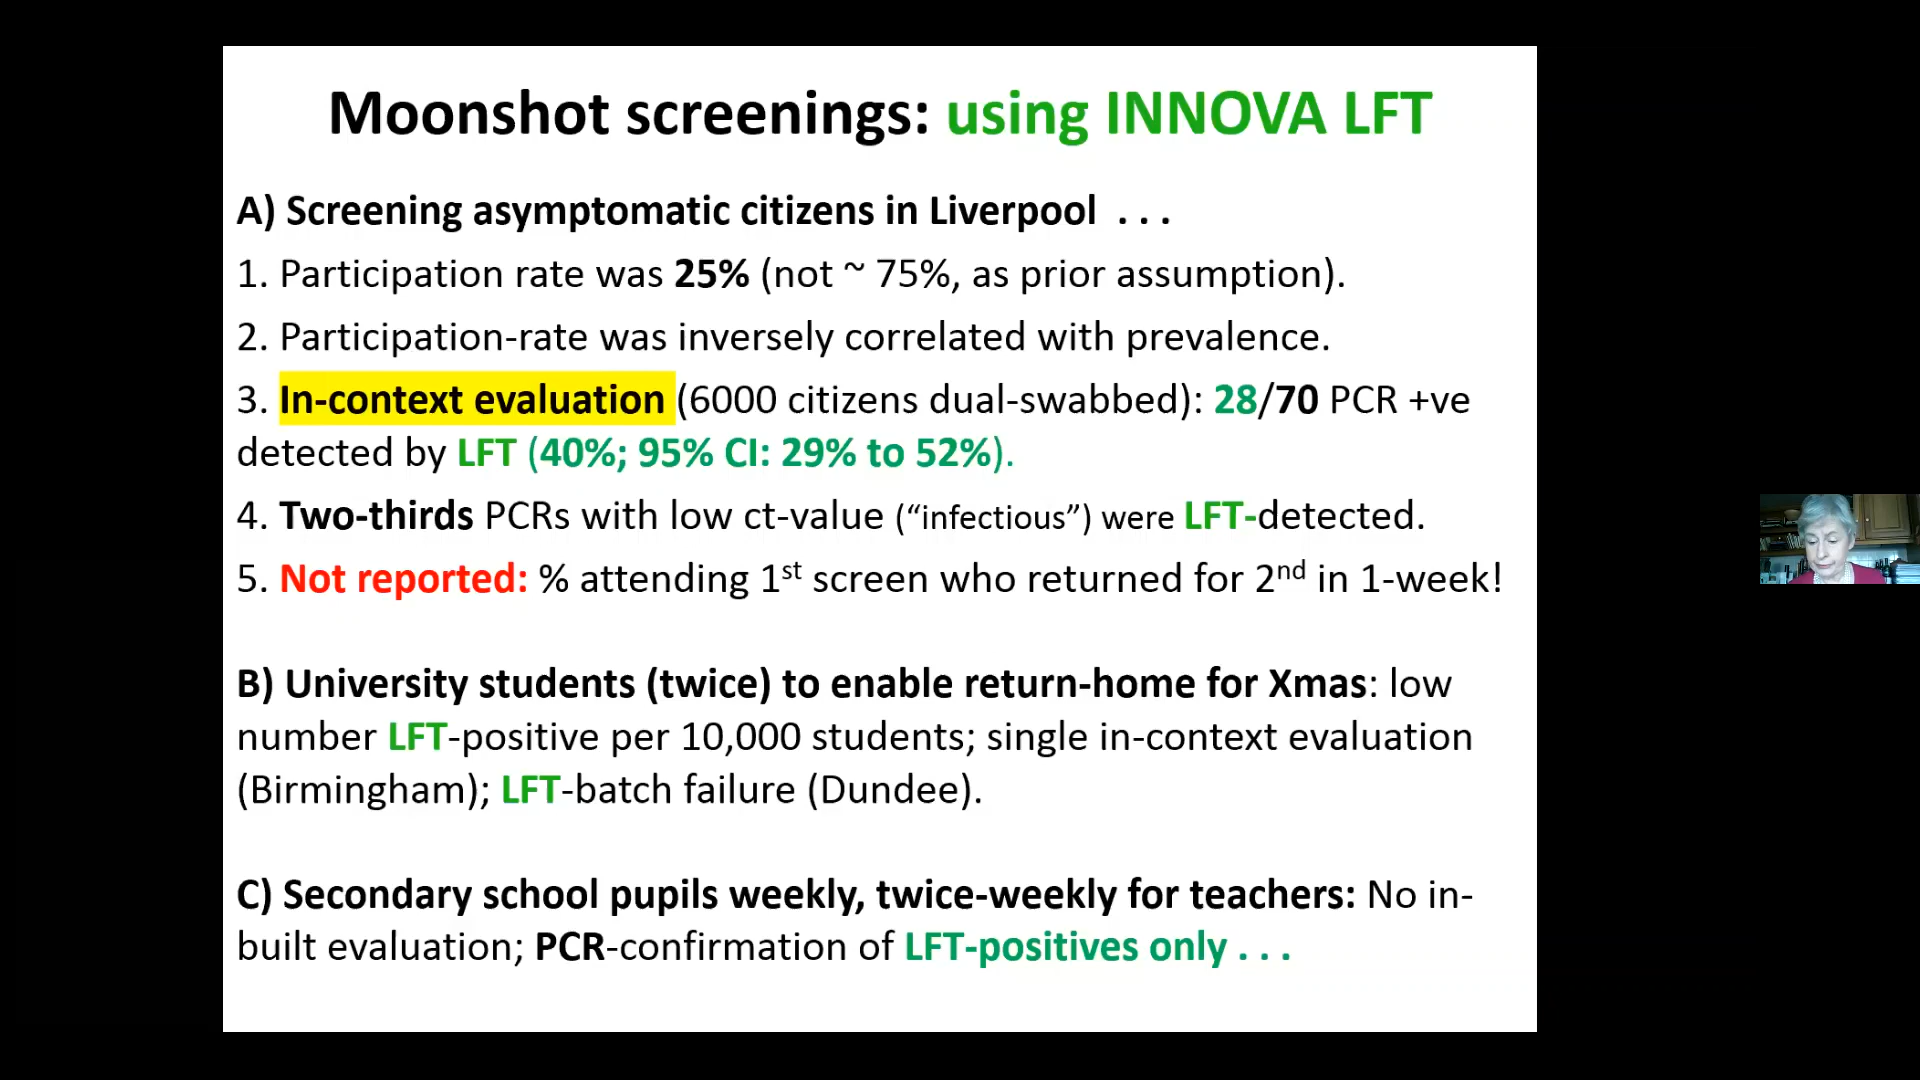 Moonshot screenings: using INNOVA LFT
A) Screening asymptomatic citizens in Liverpool . . .
1. Participation rate was 25% (not ~ 75%, as prior assumption).
2. Participation-rate was inversely correlated with prevalence.
3. In-context evaluation (6000 citizens dual-swabbed): 28/70 PCR +ve
detected by LFT (40%; 95% CI: 29% to 52%).
4. Two-thirds PCRs with low ct-value (“infectious”) were LFT-detected.
5. Not reported: % attending 1st screen who returned for 2nd in 1-week!
B) University students (twice) to enable return-home for Xmas: low
number LFT-positive per 10,000 students; single in-context evaluation
(Birmingham); LFT-batch failure (Dundee).
C) Secondary school pupils weekly, twice-weekly for teachers: No in-
built evaluation; PCR-confirmation of LFT-positives only . . .